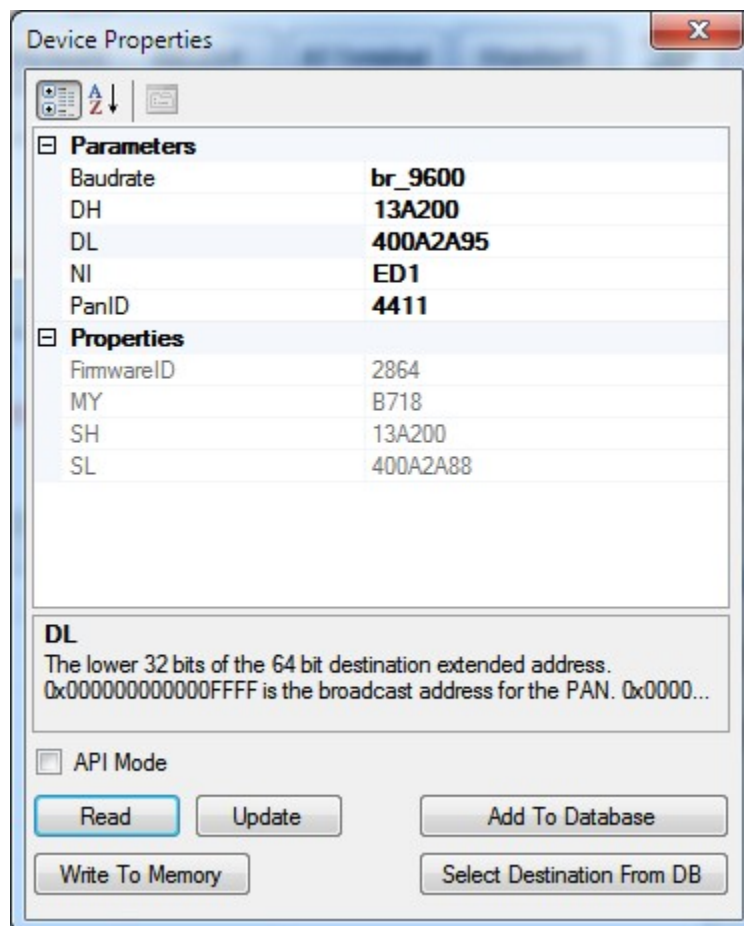 Device Properties
Parameters
Baudrate br_9600
DH 13A200
DL 400A2A95
NI ED1
PanID 4411
Properties
FirmwareID 2864
MY B718
SH 13A200
SL 400A2A88
DL
The lower 32 bits of the 64 bit destination extended address.
0x000000000000FFFF is the broadcast address for the PAN. 0x0000...
API Mode
Read Update Add To Database
Write To Memory Select Destination From DB